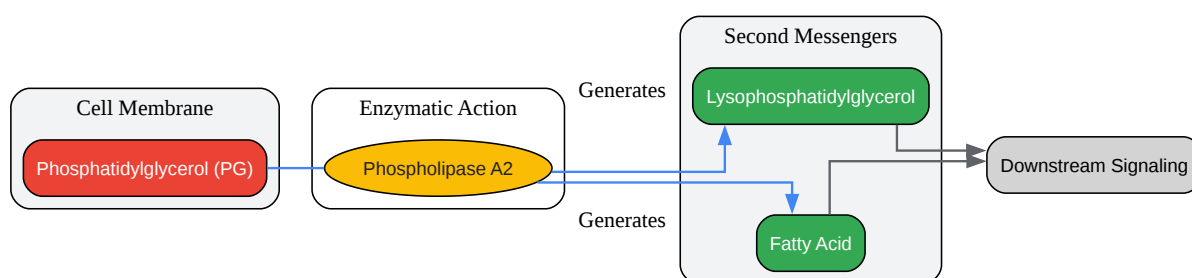 Cell Membrane
Phosphatidylglycerol (PG)
Enzymatic Action
Phospholipase A2
Generates
Generates
Second Messengers
Lysophosphatidylglycerol
Fatty Acid
Downstream Signaling